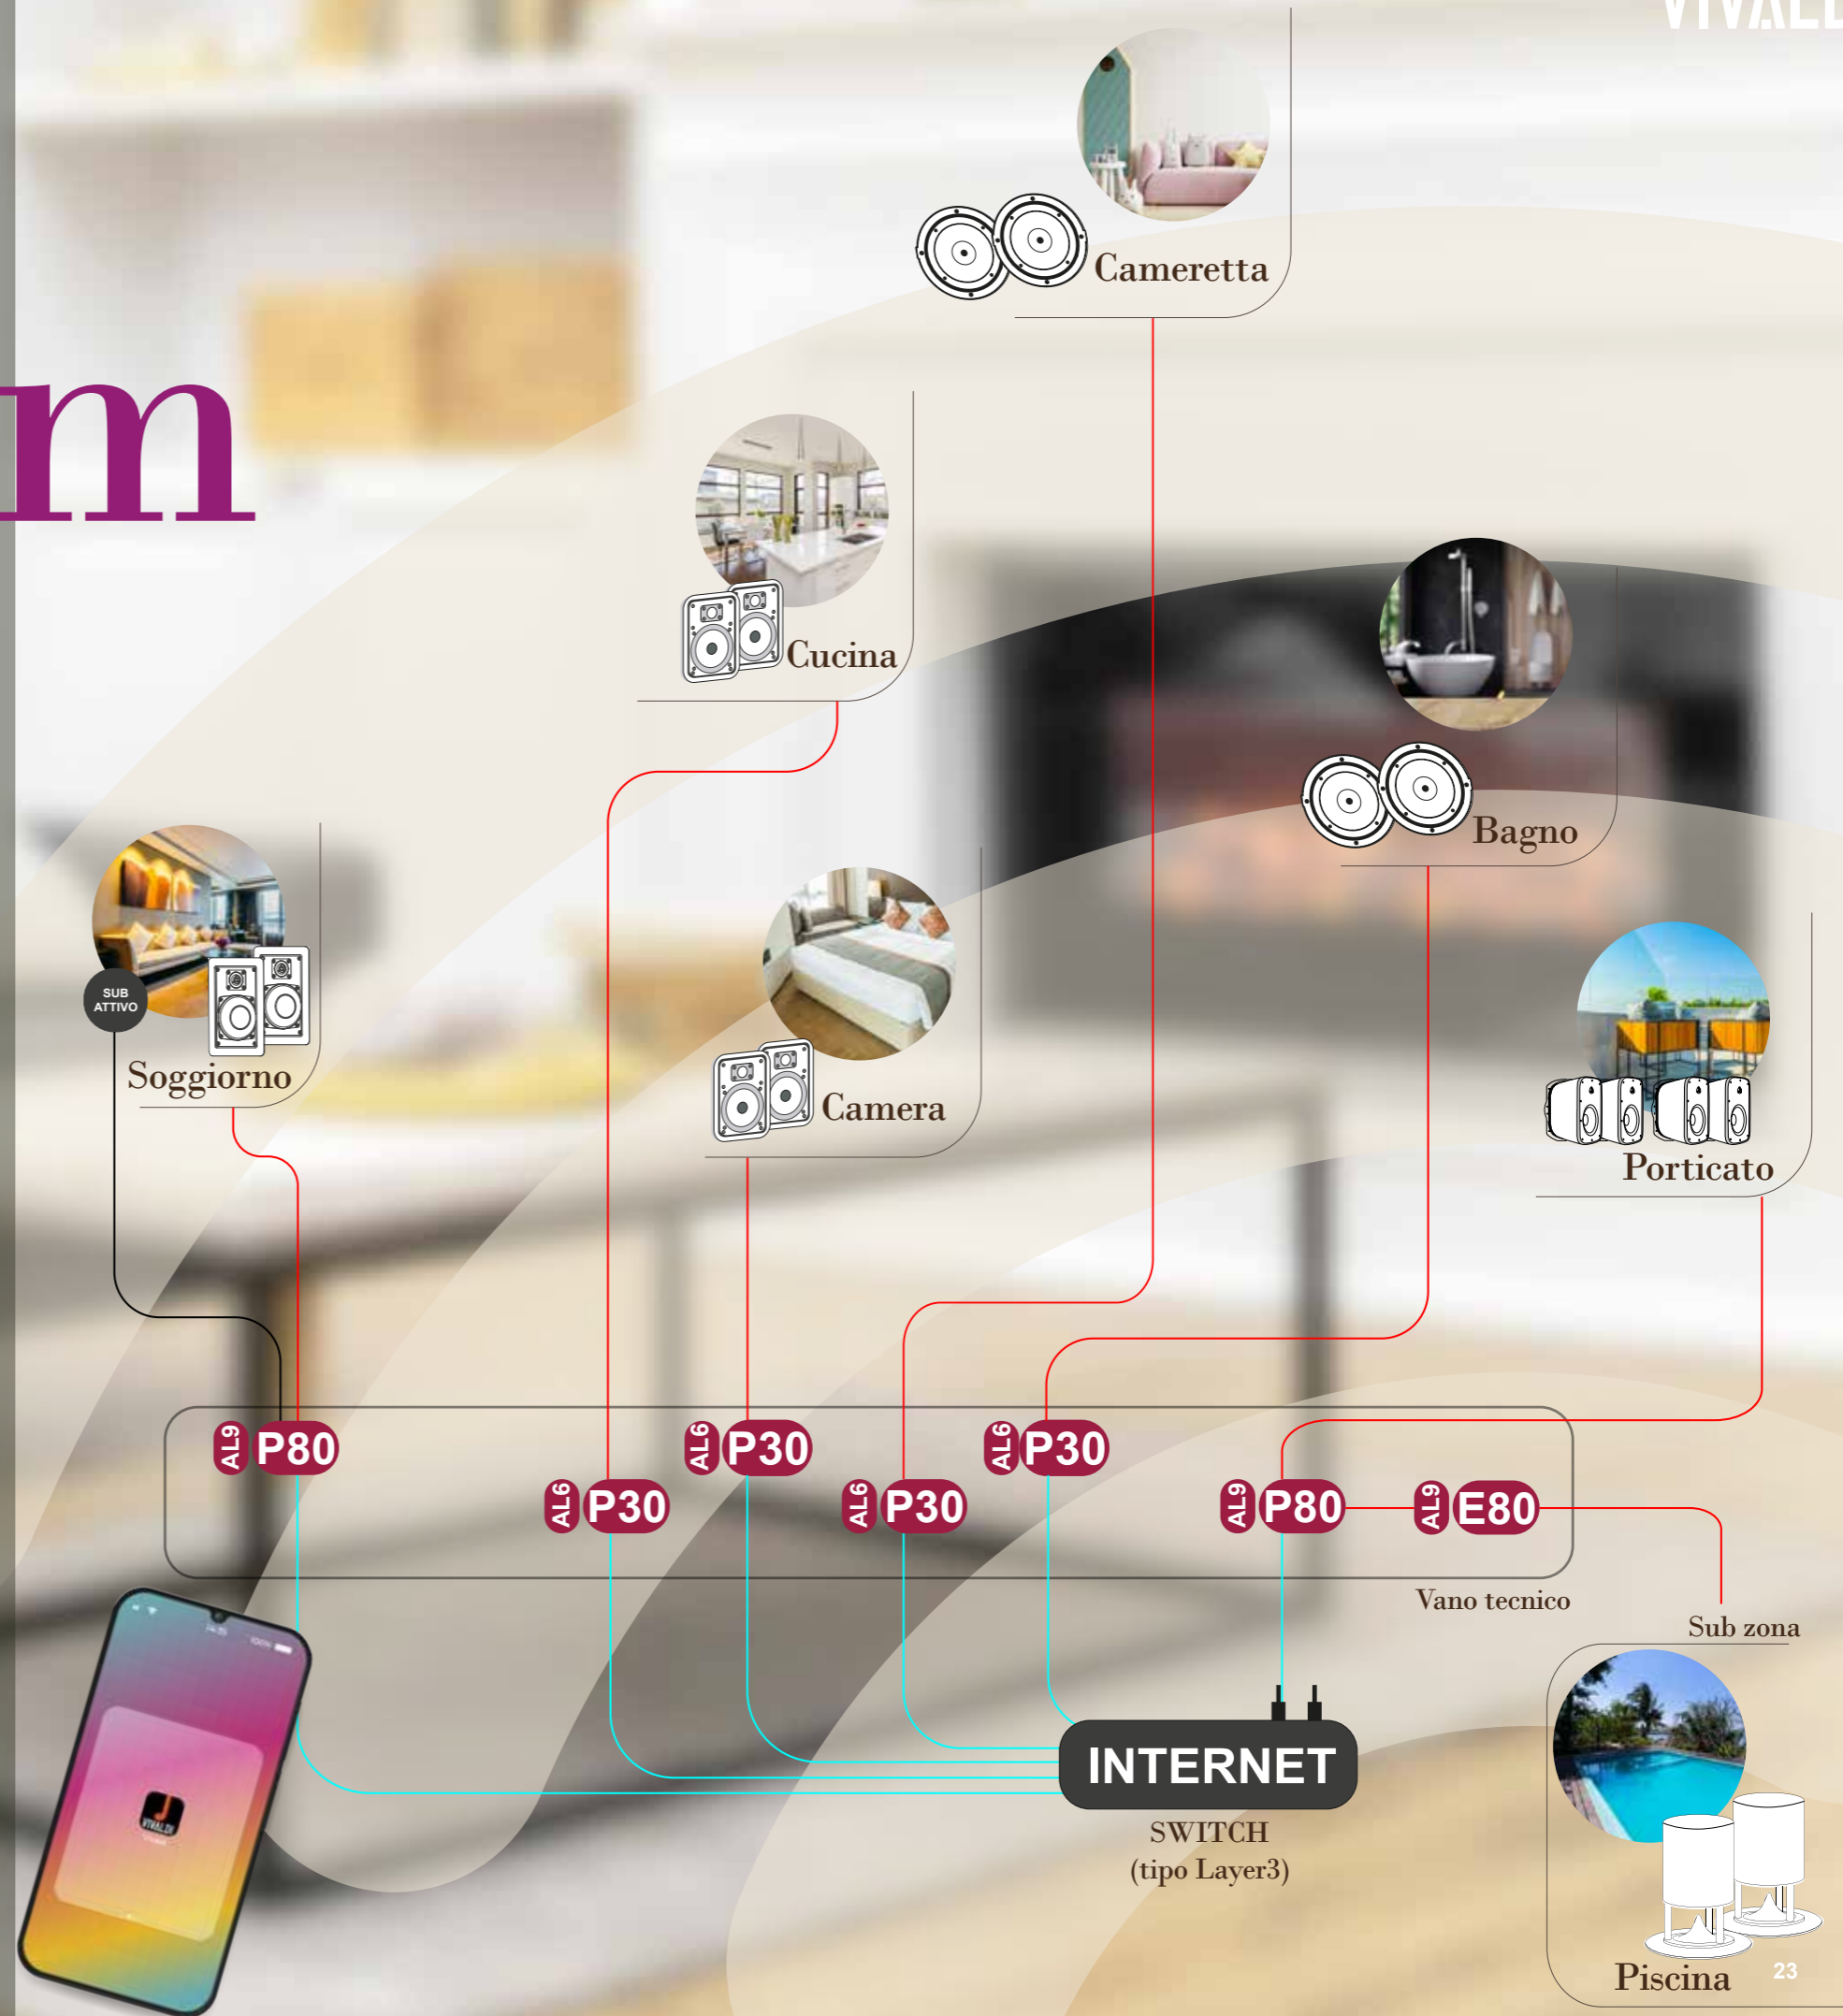 m
Cameretta
Cucina
Bagno
SUB
ATTIVO
Soggiorno
Camera
Porticato
AL9 P80
AL6 P30
AL6 P30
AL6 P30
AL6 P30
AL9 P80
AL9 E80
Vano tecnico
Sub zona
INTERNET
SWITCH
(tipo Layer3)
VIVALDI
Piscina
23